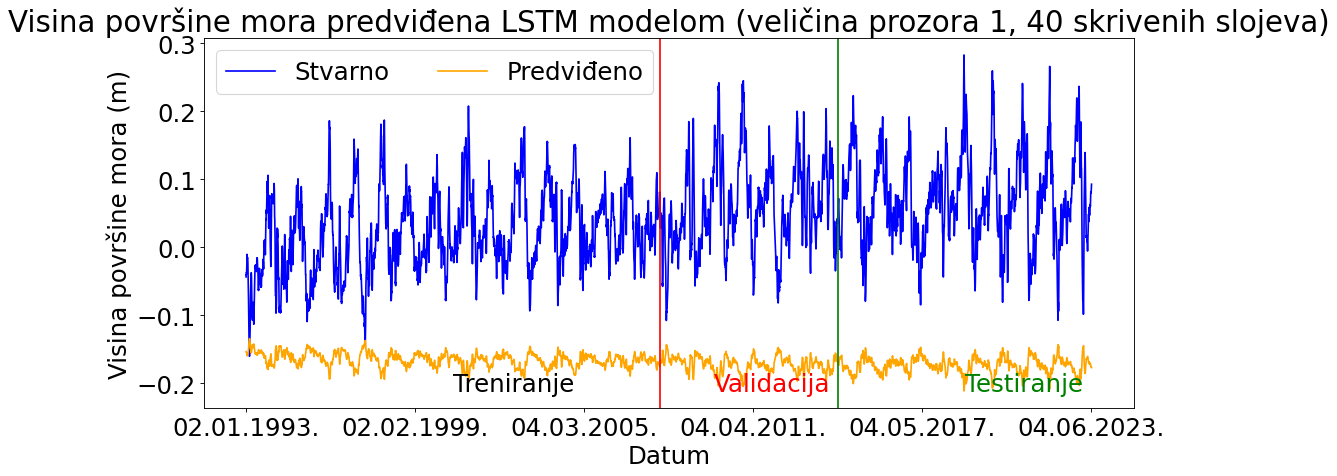 Visina površine mora predviđena LSTM modelom (veličina prozora 1, 40 skrivenih slojeva)
Visina površine mora (m)
0.3
0.2
0.1
0.0
−0.1
−0.2
Stvarno Predviđeno
Treniranje Validacija Testiranje
02.01.1993. 02.02.1999. 04.03.2005. 04.04.2011. 04.05.2017. 04.06.2023.
Datum